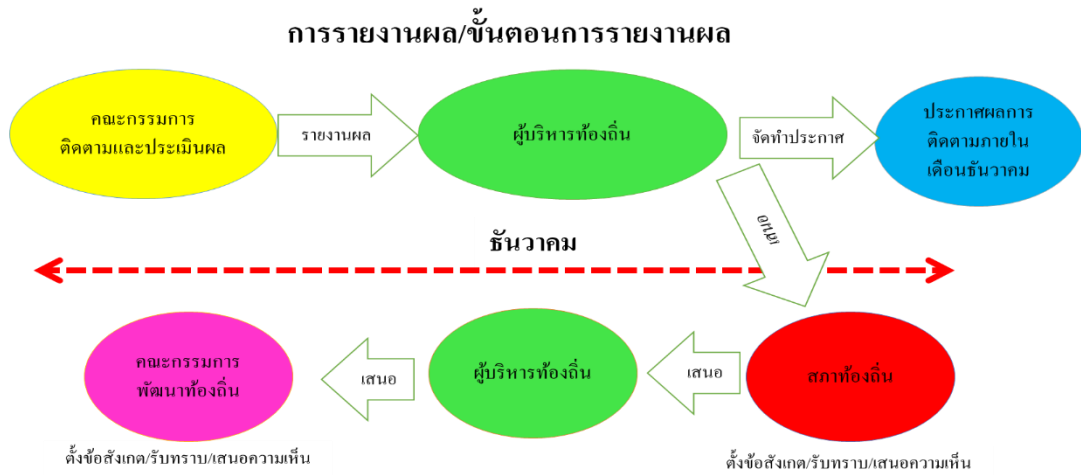 การรายงานผล/ขั้นตอนการรายงานผล
คณะกรรมการ
ติดตามและประเมินผล
รายงานผล
ผู้บริหารท้องถิ่น
จัดทำประกาศ
ประกาศผลการ
ติดตามภายใน
เดือนธันวาคม
เสนอ
ธันวาคม
สภาท้องถิ่น
เสนอ
ผู้บริหารท้องถิ่น
เสนอ
คณะกรรมการ
พัฒนาท้องถิ่น
ตั้งข้อสังเกต/รับทราบ/เสนอความเห็น
ตั้งข้อสังเกต/รับทราบ/เสนอความเห็น